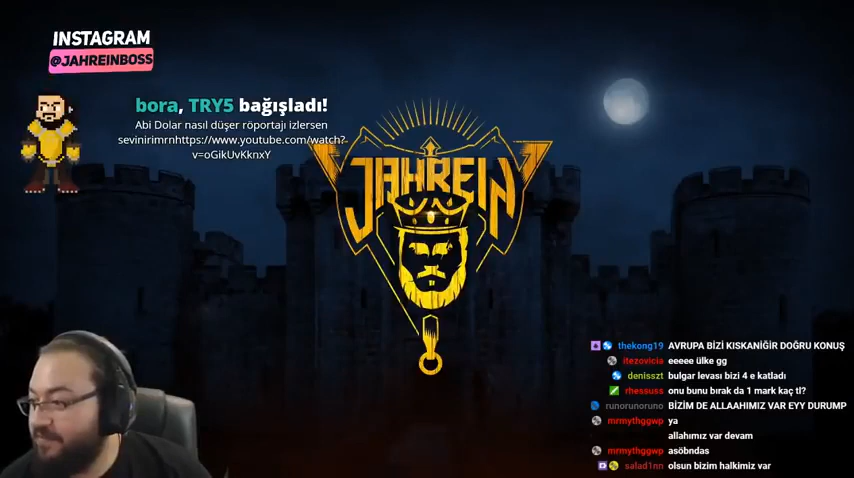 INSTAGRAM
@JAHREINBOSS
bora, TRY5 bağışladı!
Abi Dolar nasıl düşer röportajı izlersen
sevinirimrnhttps://www.youtube.com/watch?
v=oGikUvKknxY
JAHREIN
thekong19 AVRUPA BİZİ KISKANİĞİR DOĞRU KONUŞ
itezovicia eeeee ülke gg
denisszt bulgar levası bizi 4 e katladı
rhessuss onu bunu bırak da 1 mark kaç tl?
runorunoruno BİZİM DE ALLAAHIMIZ VAR EYY DURUMP
mrmythggwp ya
allahımız var devam
mrmythggwp asöbndas
salad1nn olsun bizim halkimiz var